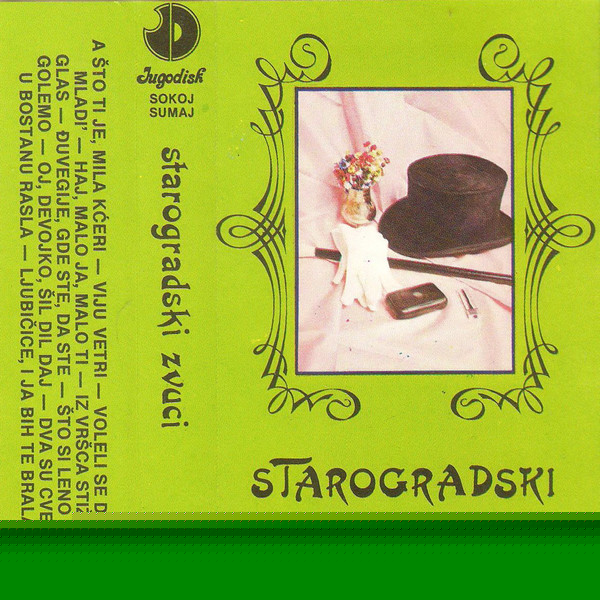 A ŠTO TI JE, MILA KĆERI — VIJU VETRI — VOLELI SE
MLADI' — HAJ, MALO JA, MALO TI — IZ VRŠCA
GLAS — ĐUVEGIJE, GDE STE, DA STE — ŠTO SI LENO
GOLEMO — OJ, DEVOJKO, ŠIL DIL DAJ — DVA SU
U BOSTANU RASLA — LJUBIČICE, I JA BIH TE BRALA
Jugodisk
SOKOJ
SUMAJ
starogradski zvuci
STAROGRADSKI